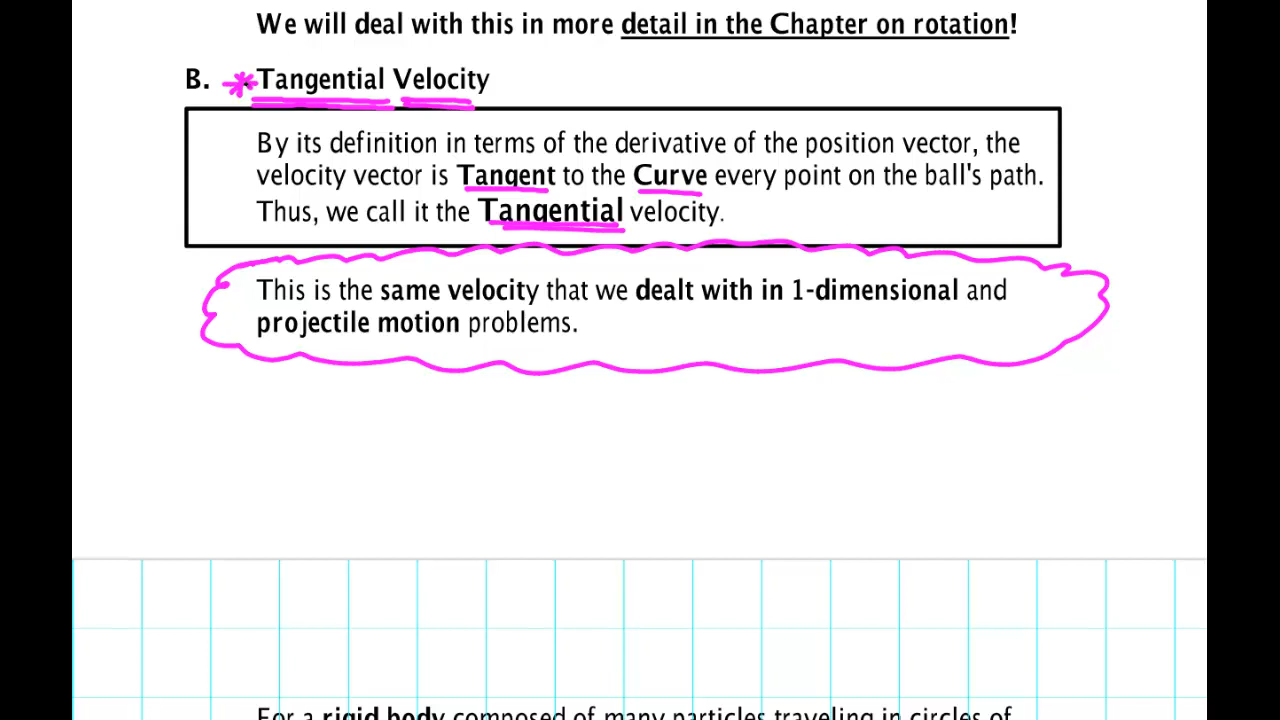 We will deal with this in more detail in the Chapter on rotation!
B. * Tangential Velocity
By its definition in terms of the derivative of the position vector, the
velocity vector is Tangent to the Curve every point on the ball's path.
Thus, we call it the Tangential velocity.
This is the same velocity that we dealt with in 1-dimensional and
projectile motion problems.
For a rigid body composed of many particles traveling in circles of